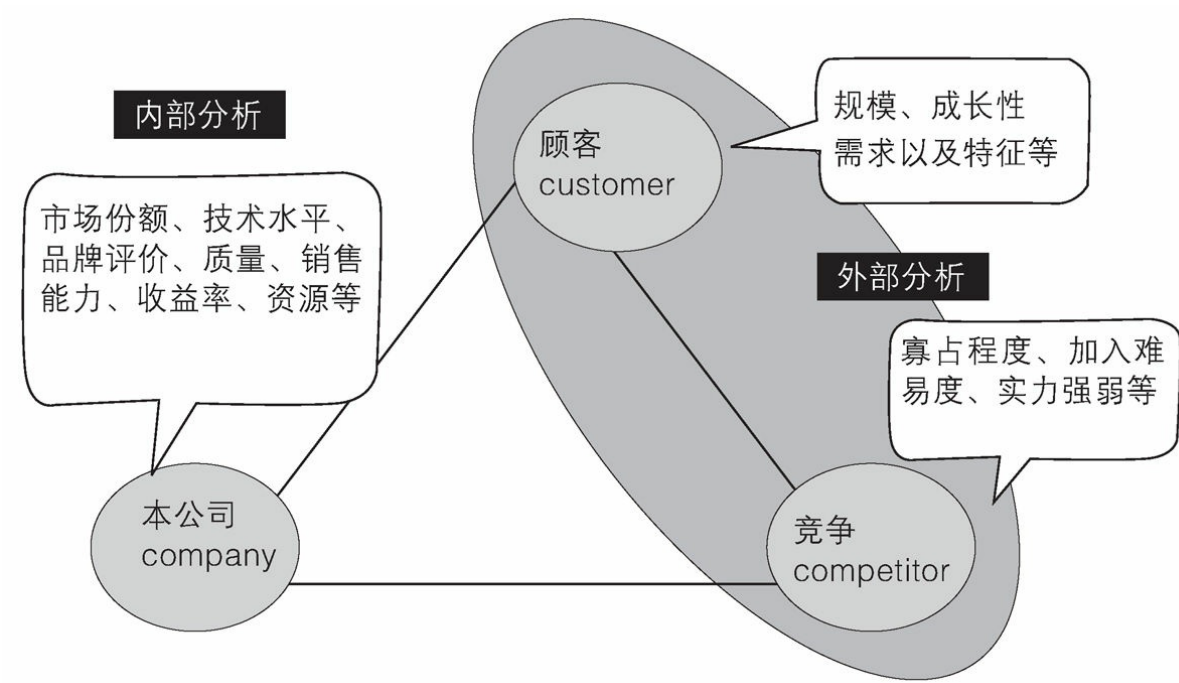 内部分析
市场份额、技术水平、
品牌评价、质量、销售
能力、收益率、资源等
顾客
customer
规模、成长性
需求以及特征等
外部分析
寡占程度、加入难
易度、实力强弱等
本公司
company
竞争
competitor